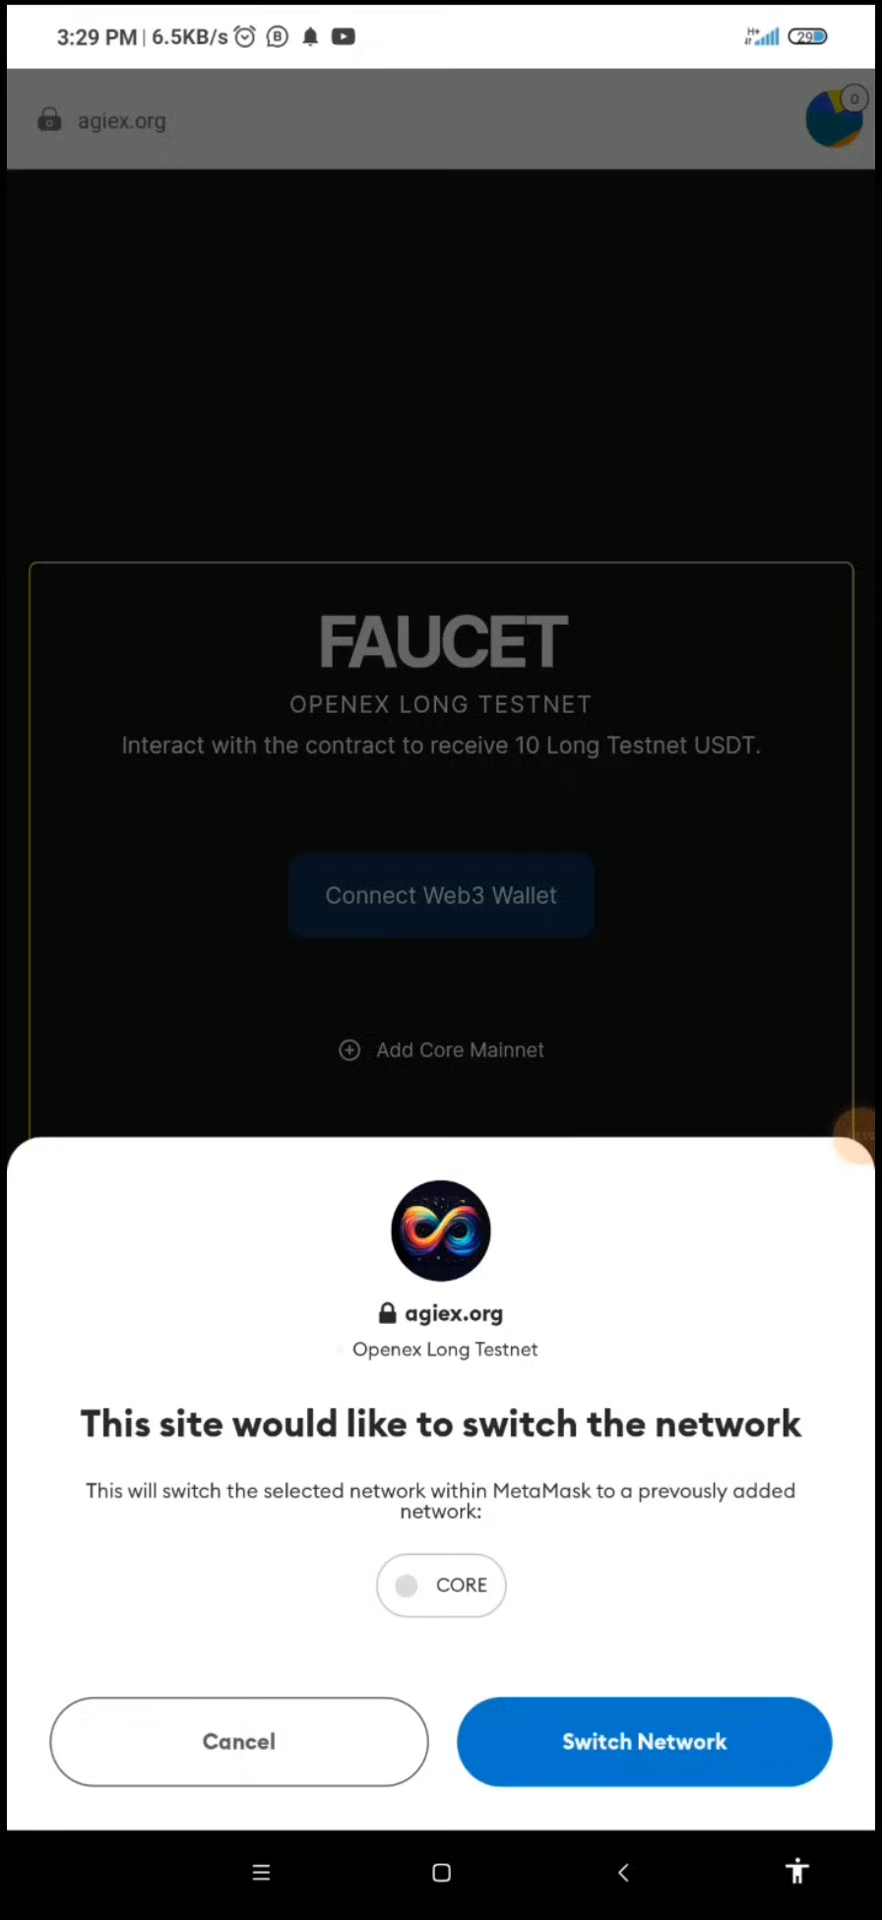 3:29 PM | 6.5KB/s
B
H+
29
agiex.org
0
FAUCET
OPENEX LONG TESTNET
Interact with the contract to receive 10 Long Testnet USDT.
Connect Web3 Wallet
Add Core Mainnet
agiex.org
Openex Long Testnet
This site would like to switch the network
This will switch the selected network within MetaMask to a prevously added
network:
CORE
Cancel
Switch Network